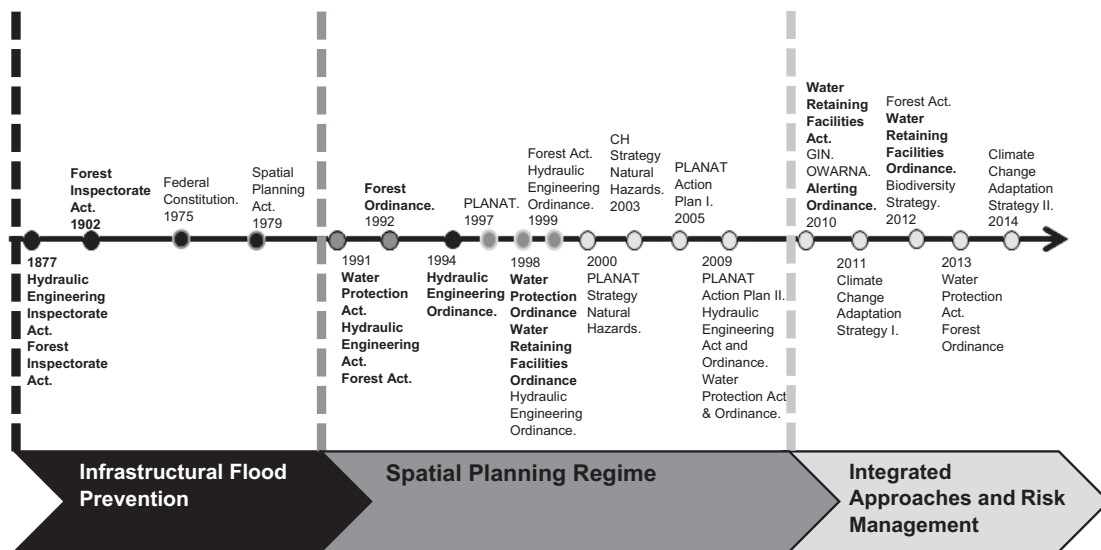 Forest
Inspectorate
Act.
1902
Federal
Constitution.
1975
Spatial
Planning
Act.
1979
1877
Hydraulic
Engineering
Inspectorate
Act.
Forest
Inspectorate
Act.
Forest
Ordinance.
1992
PLANAT.
1997
Forest Act.
Hydraulic
Engineering
Ordinance.
1999
CH
Strategy
Natural
Hazards.
2003
PLANAT
Action
Plan I.
2005
1991
Water
Protection
Act.
Hydraulic
Engineering
Act.
Forest Act.
1994
Hydraulic
Engineering
Ordinance.
1998
Water
Protection
Ordinance
Water
Retaining
Facilities
Ordinance
Hydraulic
Engineering
Ordinance.
2000
PLANAT
Strategy
Natural
Hazards.
2009
PLANAT
Action Plan II.
Hydraulic
Engineering
Act and
Ordinance.
Water
Protection Act
& Ordinance.
Water
Retaining
Facilities
Act.
GIN.
OWARNA.
Alerting
Ordinance.
2010
Forest Act.
Water
Retaining
Facilities
Ordinance.
Biodiversity
Strategy.
2012
Climate
Change
Adaptation
Strategy II.
2014
2011
Climate
Change
Adaptation
Strategy I.
2013
Water
Protection
Act.
Forest
Ordinance
Infrastructural Flood
Prevention
Spatial Planning Regime
Integrated
Approaches and Risk
Management